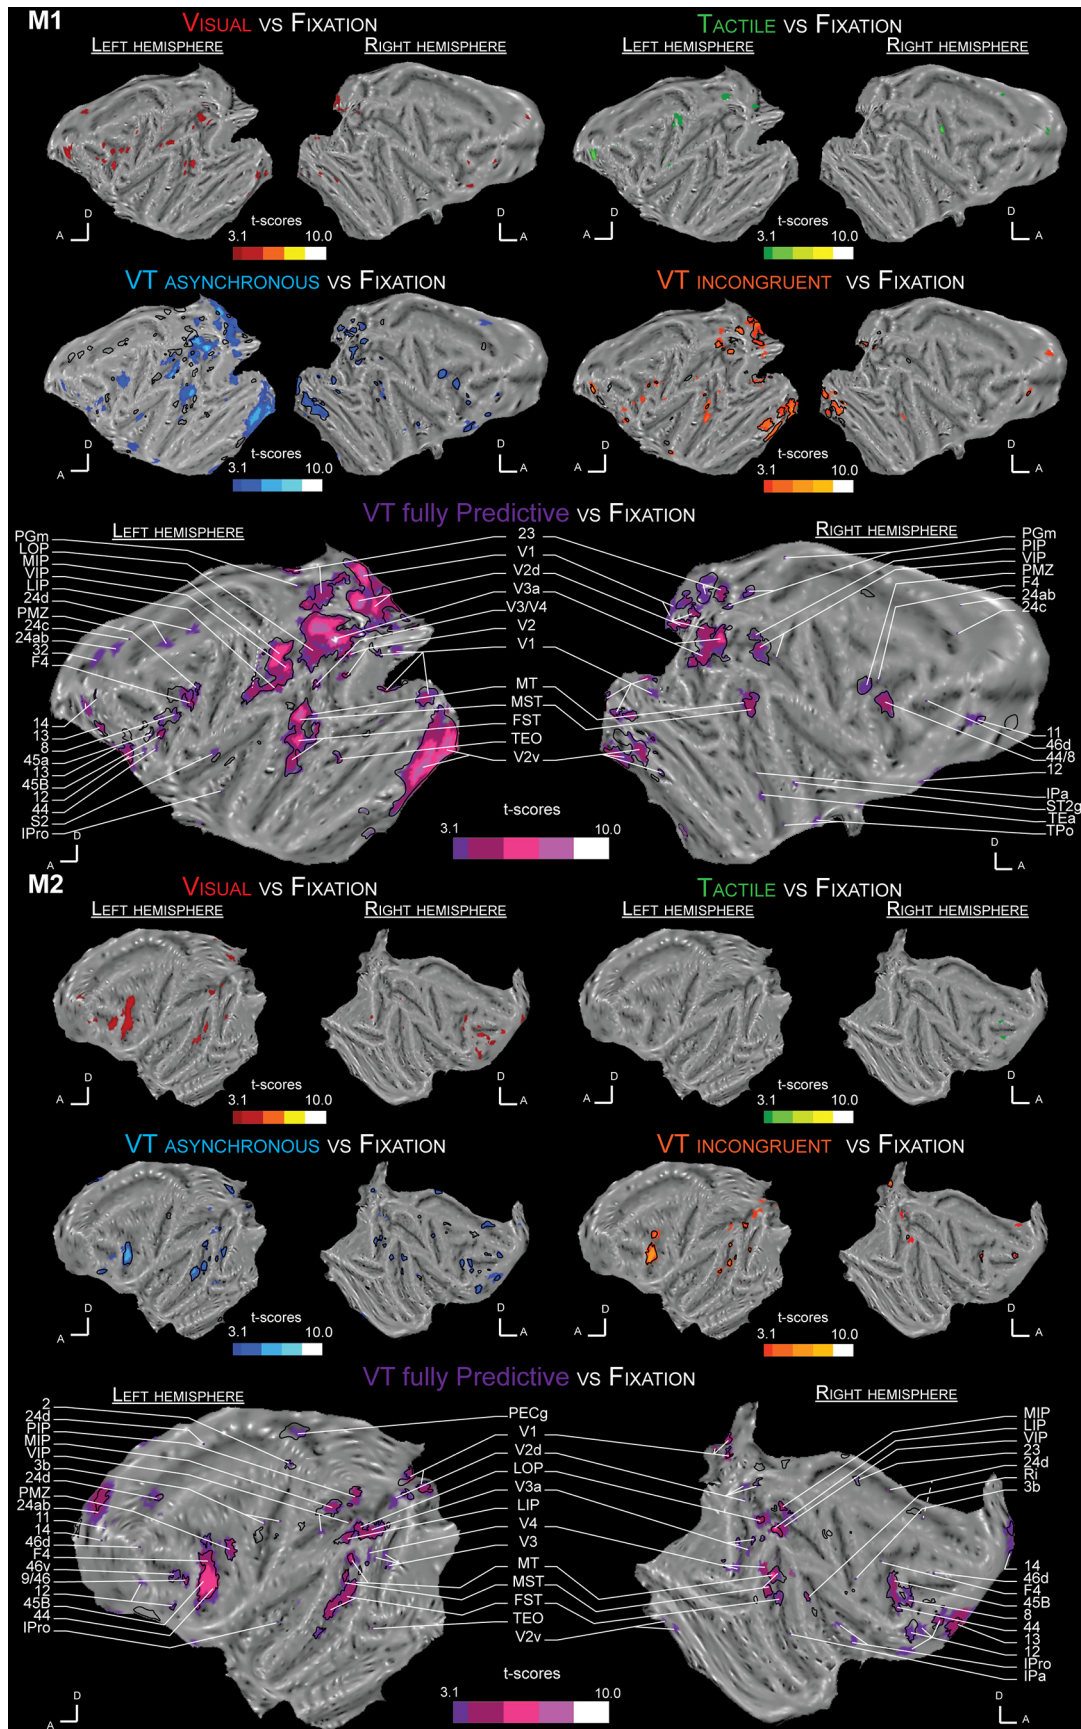 M1
VISUAL VS FIXATION
TACTILE VS FIXATION
LEFT HEMISPHERE
RIGHT HEMISPHERE
LEFT HEMISPHERE
RIGHT HEMISPHERE
D
A
t-scores
3.1
10.0
D
A
D
A
t-scores
3.1
10.0
D
A
VT ASYNCHRONOUS VS FIXATION
VT INCONGRUENT VS FIXATION
D
A
t-scores
3.1
10.0
D
A
D
A
t-scores
3.1
10.0
D
A
VT fully Predictive VS FIXATION
LEFT HEMISPHERE
RIGHT HEMISPHERE
PGm
LOP
MIP
VIP
LIP
24d
PMZ
24c
24ab
32
F4
14
13
8
45a
13
45B
12
44
S2
IPro
23
V1
V2d
V3a
V3/V4
V2
V1
MT
MST
FST
TEO
V2v
PGm
PIP
VIP
PMZ
F4
24ab
24c
11
46d
44/8
12
IPa
ST2g
TEa
TPo
D
A
t-scores
3.1
10.0
D
A
M2
VISUAL VS FIXATION
TACTILE VS FIXATION
LEFT HEMISPHERE
RIGHT HEMISPHERE
LEFT HEMISPHERE
RIGHT HEMISPHERE
D
A
t-scores
3.1
10.0
D
A
D
A
t-scores
3.1
10.0
D
A
VT ASYNCHRONOUS VS FIXATION
VT INCONGRUENT VS FIXATION
D
A
t-scores
3.1
10.0
D
A
D
A
t-scores
3.1
10.0
D
A
VT fully Predictive VS FIXATION
LEFT HEMISPHERE
RIGHT HEMISPHERE
2
24d
PIP
MIP
VIP
3b
24d
PMZ
24ab
11
14
46d
F4
46v
9/46
12
12
45B
44
IPro
PECg
V1
V2d
LOP
V3a
LIP
V4
V3
MT
MST
FST
TEO
V2v
MIP
LIP
VIP
23
24d
Ri
3b
14
46d
F4
45B
8
44
13
12
IPro
IPa
D
A
t-scores
3.1
10.0
D
A